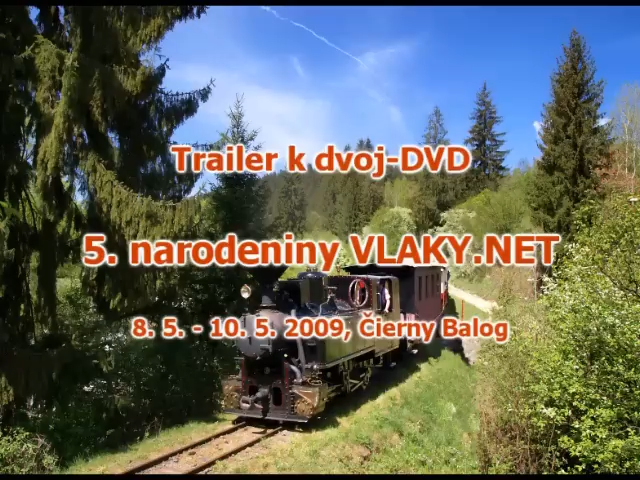 Trailer k dvoj-DVD
5. narodeniny VLAKY.NET
8. 5. - 10. 5. 2009, Čierny Balog